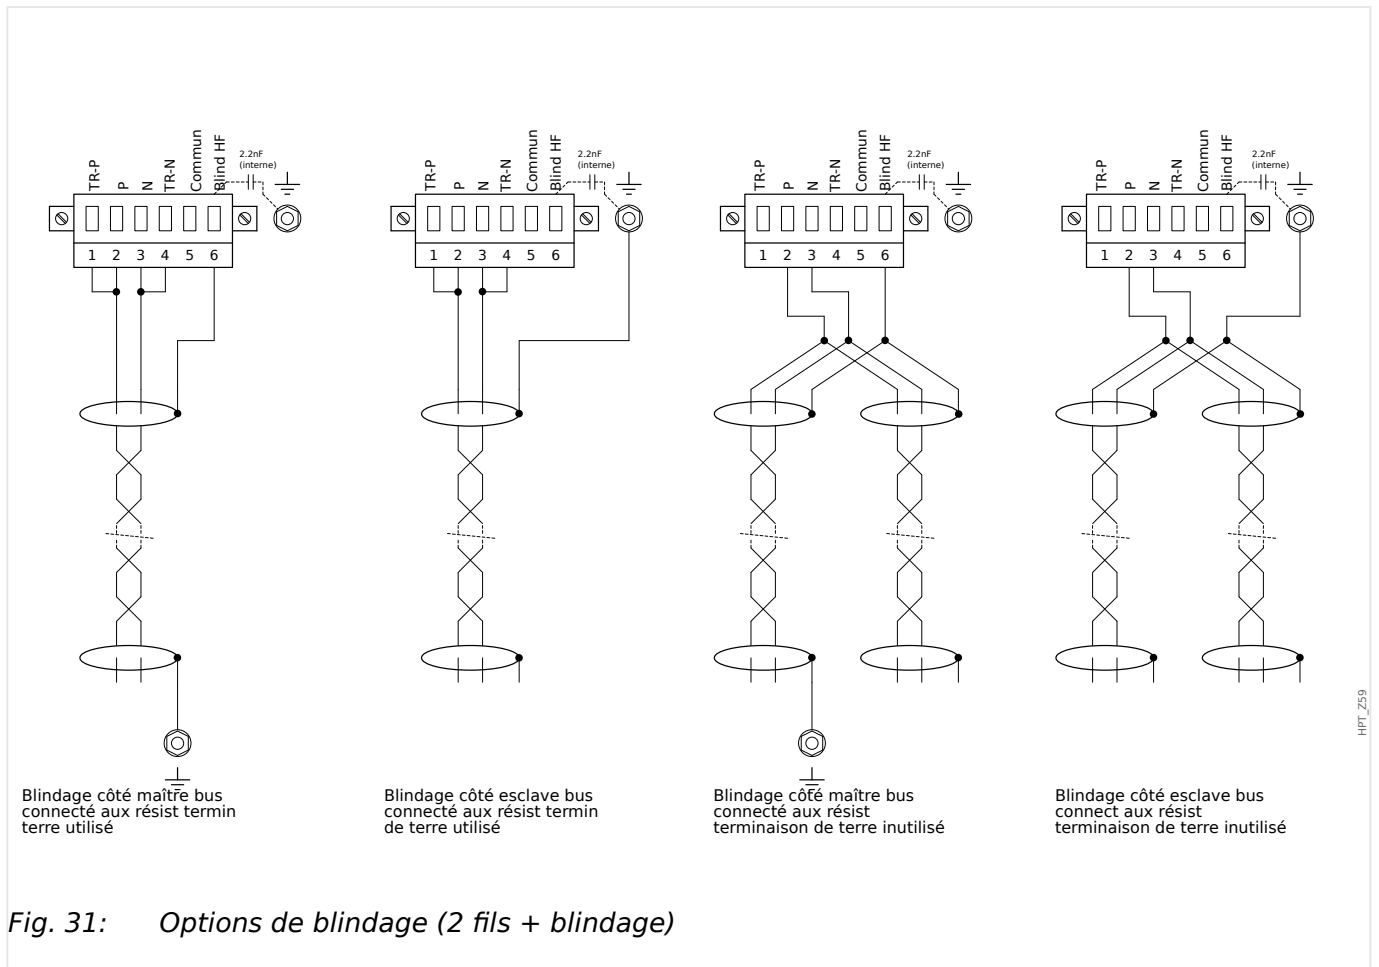 TR-P
P
N
TR-N
Commun
Blind HF
2.2nF
(interne)
1 2 3 4 5 6
Blindage côté maître bus
connecté aux résist termin
terre utilisé
TR-P
P
N
TR-N
Commun
Blind HF
2.2nF
(interne)
1 2 3 4 5 6
Blindage côté esclave bus
connecté aux résist termin
de terre utilisé
TR-P
P
N
TR-N
Commun
Blind HF
2.2nF
(interne)
1 2 3 4 5 6
Blindage côté maître bus
connecté aux résist
terminaison de terre inutilisé
TR-P
P
N
TR-N
Commun
Blind HF
2.2nF
(interne)
1 2 3 4 5 6
Blindage côté esclave bus
connect aux résist
terminaison de terre inutilisé
HPT_Z59
Fig. 31: Options de blindage (2 fils + blindage)